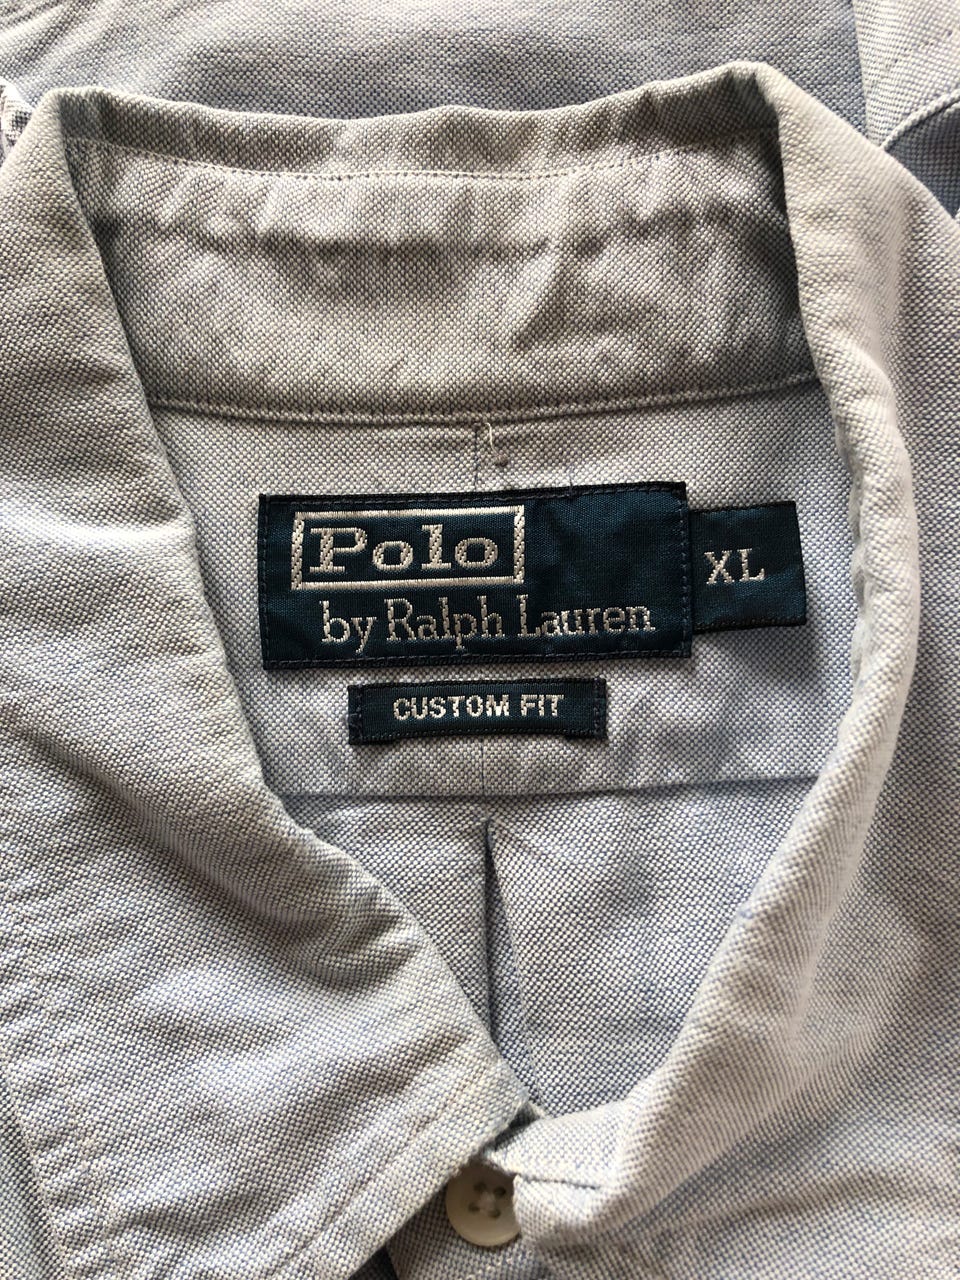 Polo
by Ralph Lauren
XL
CUSTOM FIT